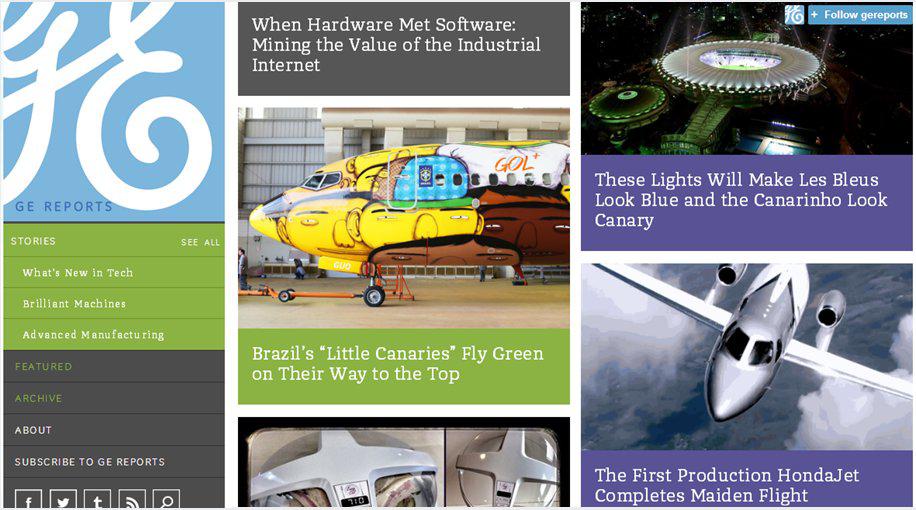 GE REPORTS
STORIES
SEE ALL
What's New in Tech
Brilliant Machines
Advanced Manufacturing
FEATURED
ARCHIVE
ABOUT
SUBSCRIBE TO GE REPORTS
When Hardware Met Software:
Mining the Value of the Industrial
Internet
GOL
GUO
Brazil’s “Little Canaries” Fly Green
on Their Way to the Top
+ Follow gereports
These Lights Will Make Les Bleus
Look Blue and the Canarinho Look
Canary
The First Production HondaJet
Completes Maiden Flight